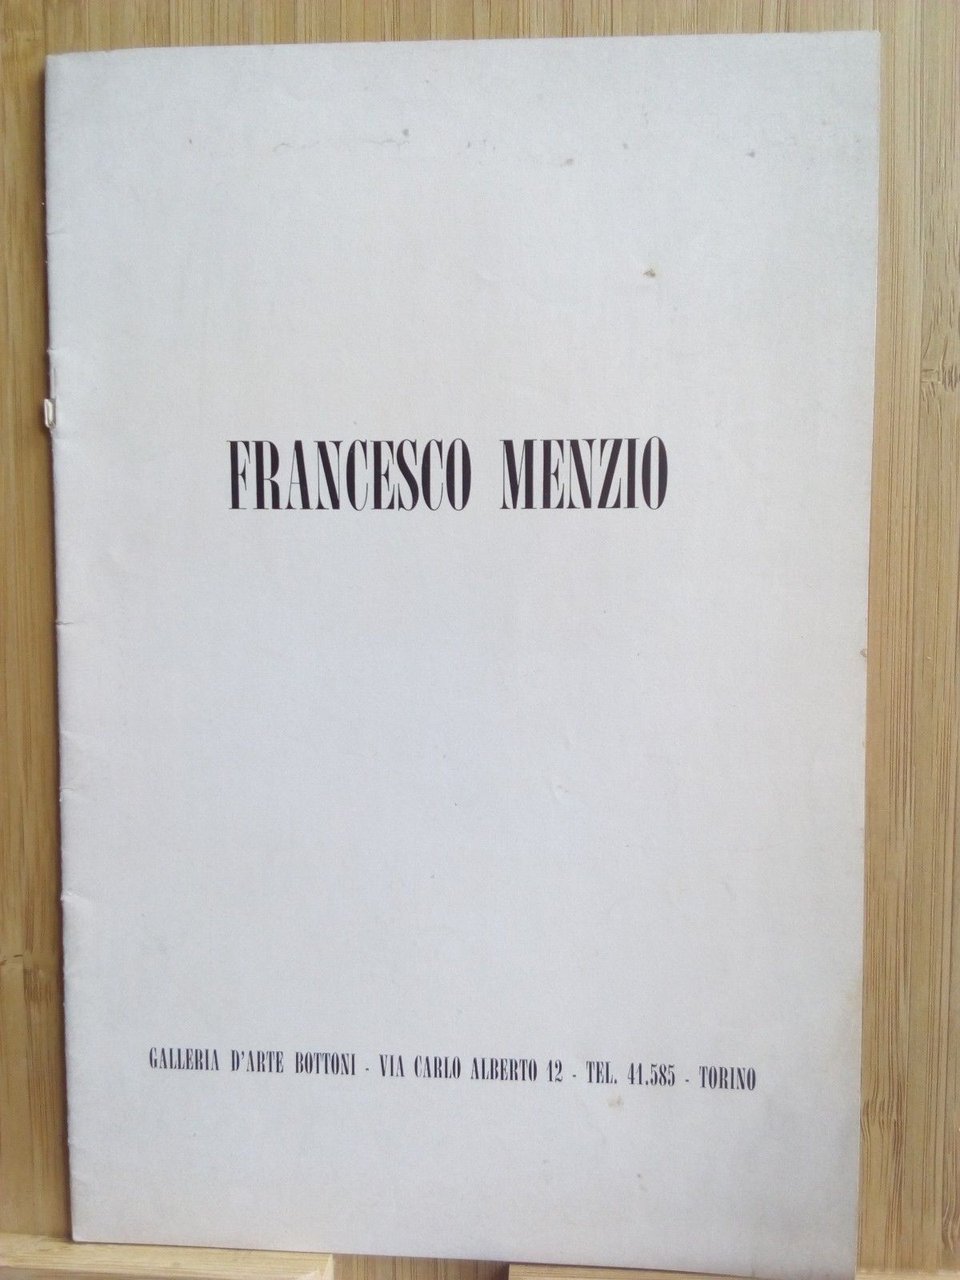 FRANCESCO MENZIO
GALLERIA D'ARTE BOTTONI - VIA CARLO ALBERTO 12 - TEL. 41.585 - TORINO